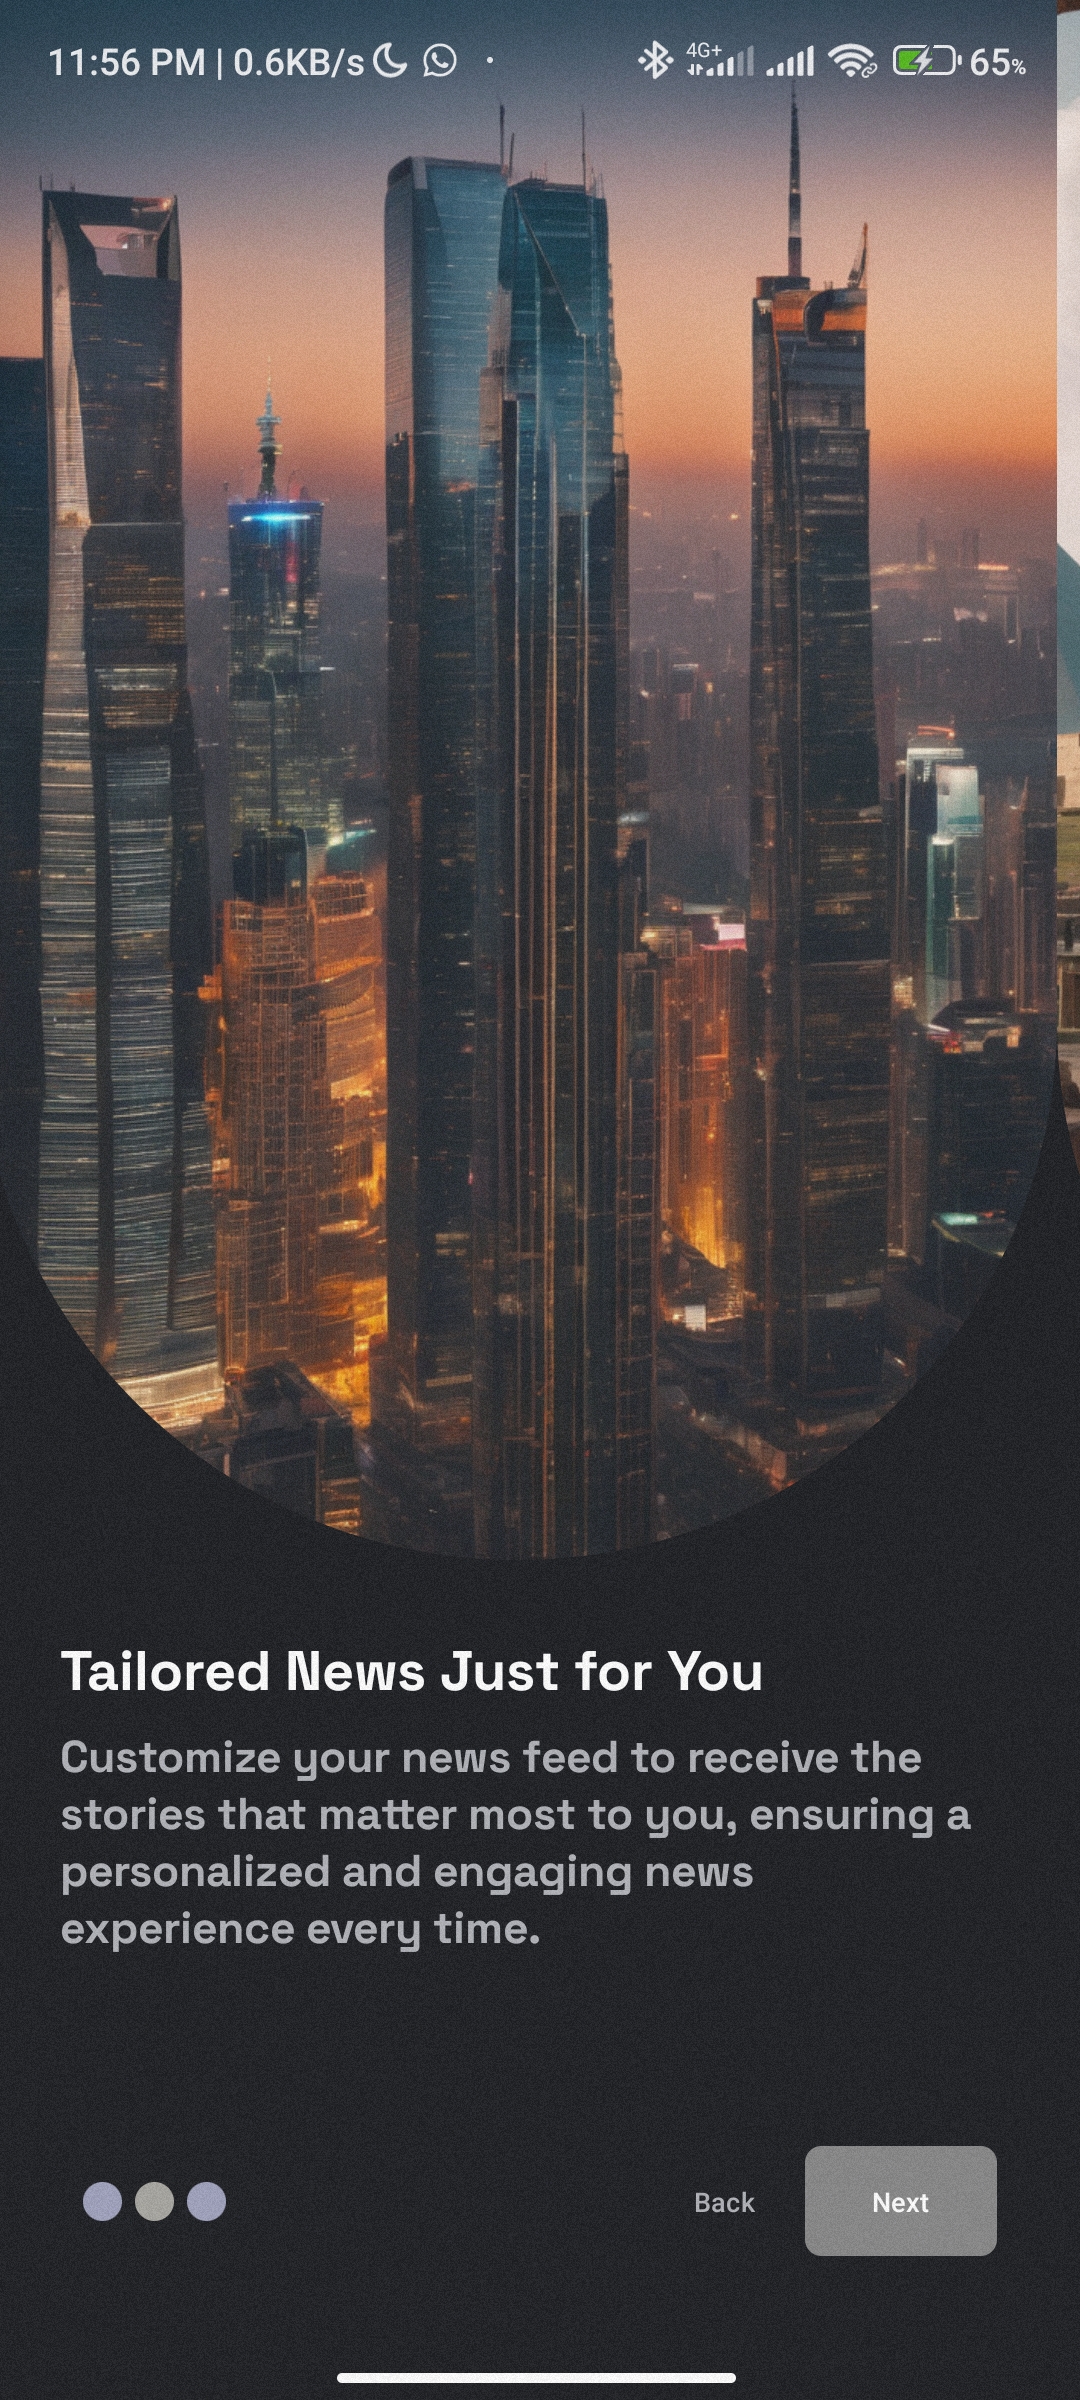 11:56 PM | 0.6KB/s 4G+ 65%
Tailored News Just for You
Customize your news feed to receive the
stories that matter most to you, ensuring a
personalized and engaging news
experience every time.
Back Next